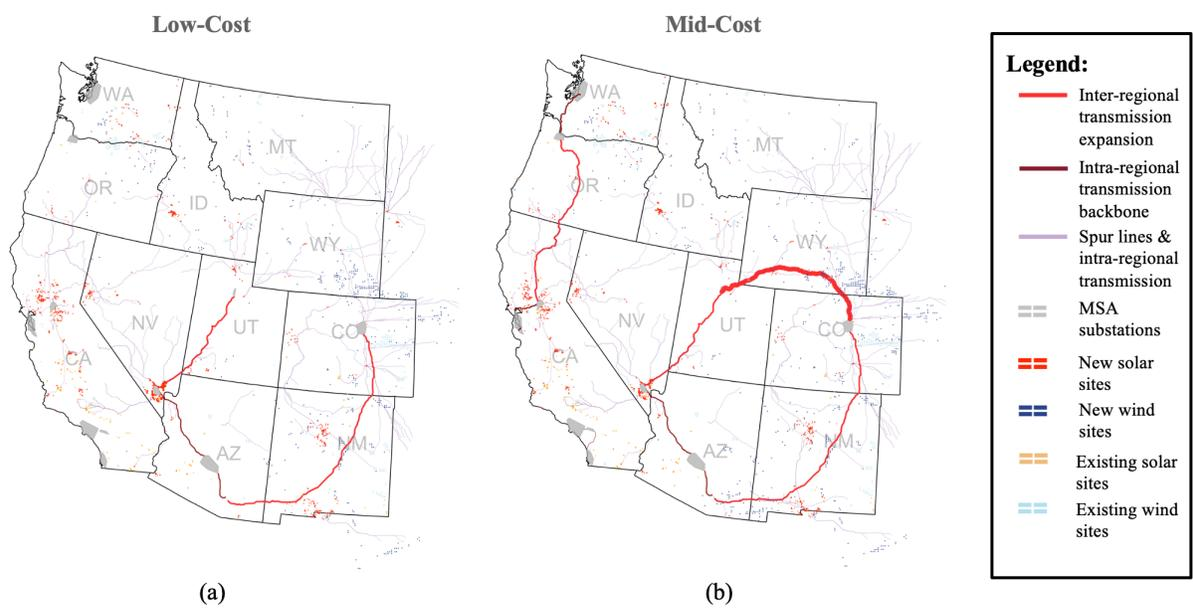 Low-Cost
Mid-Cost
WA
MT
OR
ID
WY
NV
UT
CO
CA
AZ
NM
(a)
WA
MT
OR
ID
WY
NV
UT
CO
CA
AZ
NM
(b)
Legend:
Inter-regional
transmission
expansion
Intra-regional
transmission
backbone
Spur lines &
intra-regional
transmission
MSA
substations
New solar
sites
New wind
sites
Existing solar
sites
Existing wind
sites